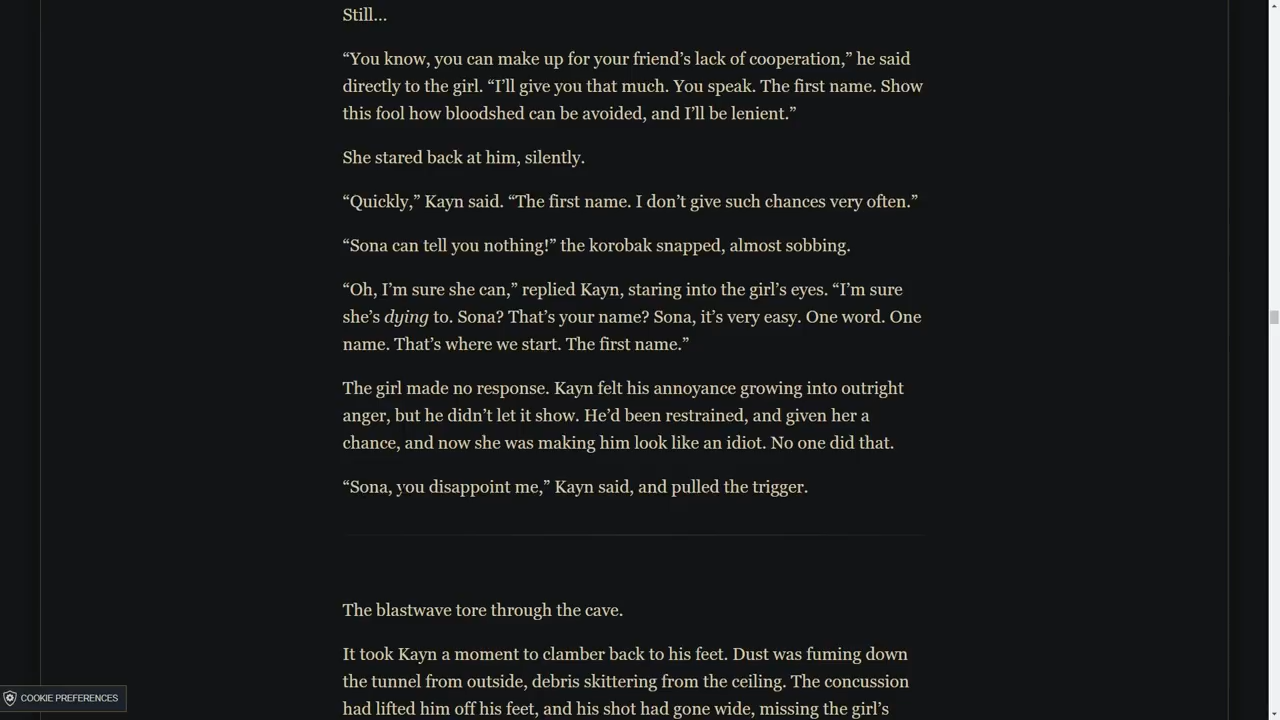 Still...
“You know, you can make up for your friend’s lack of cooperation,” he said
directly to the girl. “I’ll give you that much. You speak. The first name. Show
this fool how bloodshed can be avoided, and I’ll be lenient.”
She stared back at him, silently.
“Quickly,” Kayn said. “The first name. I don’t give such chances very often.”
“Sona can tell you nothing!” the korobak snapped, almost sobbing.
“Oh, I’m sure she can,” replied Kayn, staring into the girl’s eyes. “I’m sure
she’s dying to. Sona? That’s your name? Sona, it’s very easy. One word. One
name. That’s where we start. The first name.”
The girl made no response. Kayn felt his annoyance growing into outright
anger, but he didn’t let it show. He’d been restrained, and given her a
chance, and now she was making him look like an idiot. No one did that.
“Sona, you disappoint me,” Kayn said, and pulled the trigger.
The blastwave tore through the cave.
It took Kayn a moment to clamber back to his feet. Dust was fuming down
the tunnel from outside, debris skittering from the ceiling. The concussion
had lifted him off his feet, and his shot had gone wide, missing the girl’s
COOKIE PREFERENCES